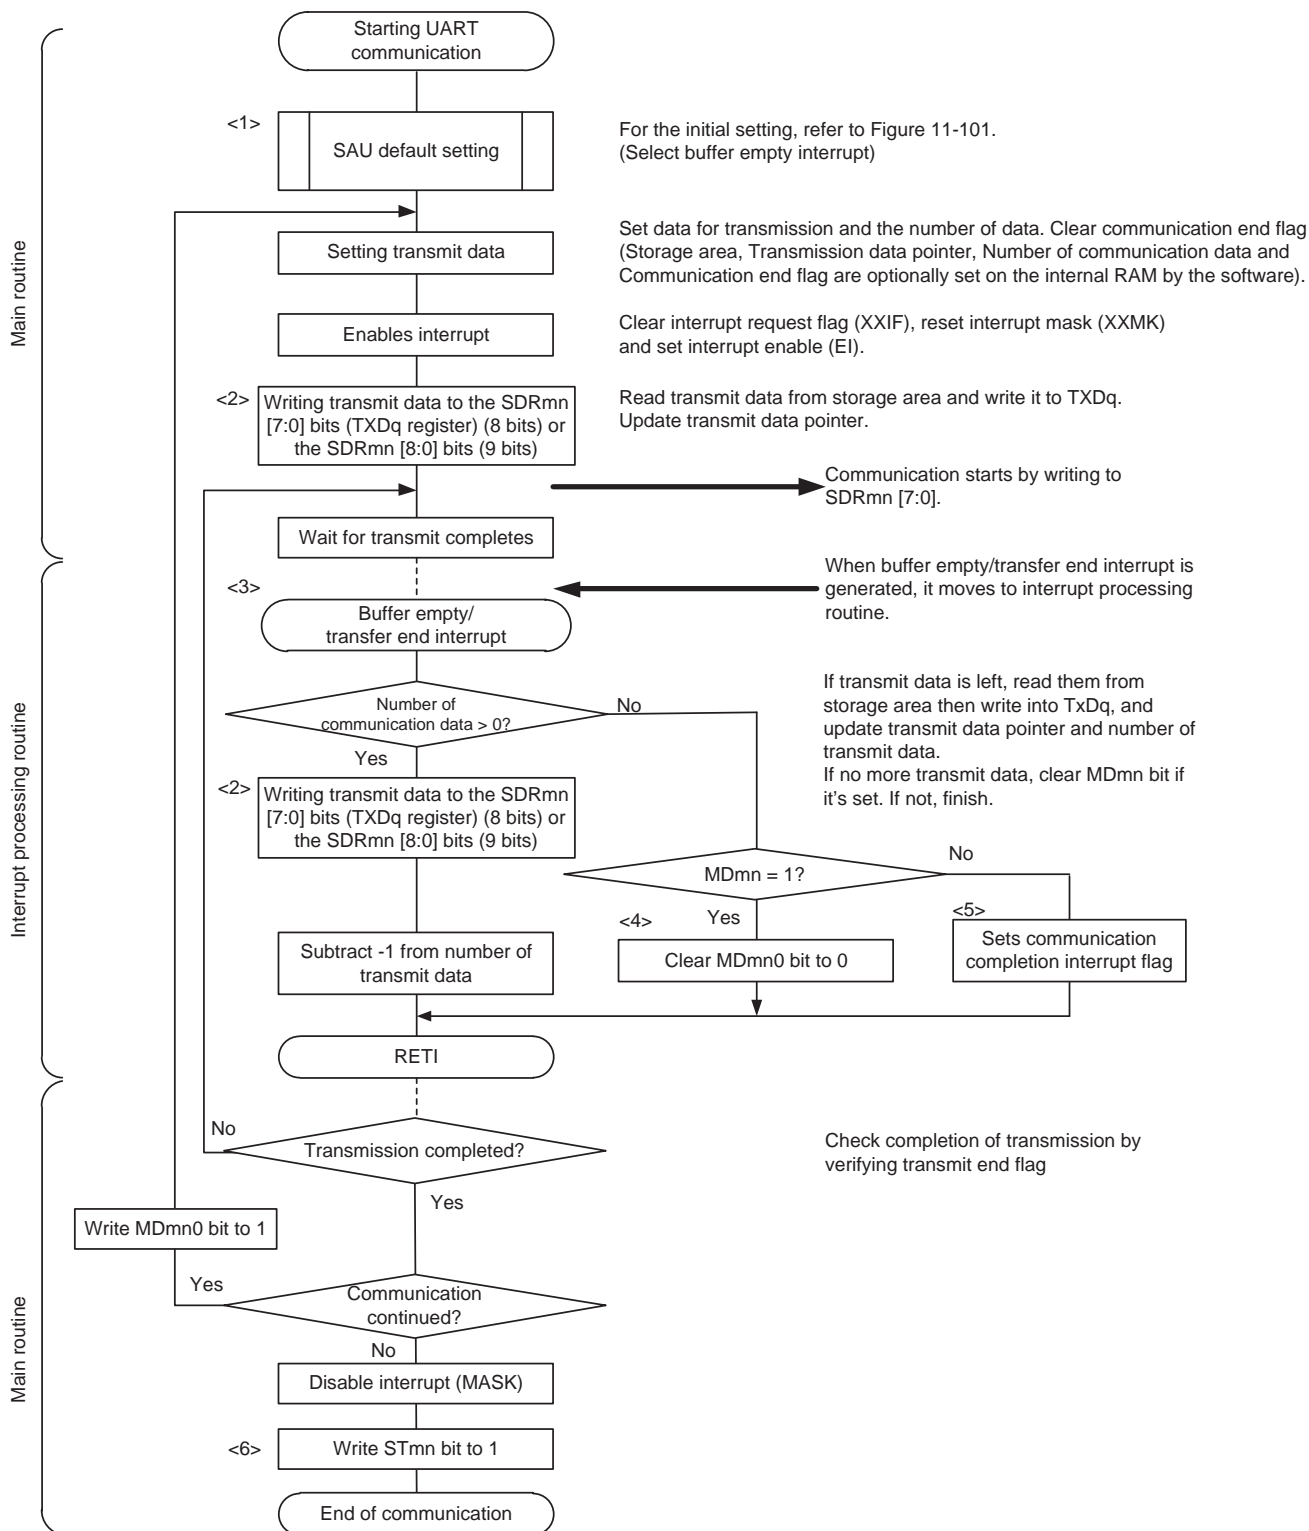 Starting UART
communication
<1>
SAU default setting
For the initial setting, refer to Figure 11-101.
(Select buffer empty interrupt)
Main routine
Setting transmit data
Set data for transmission and the number of data. Clear communication end flag
(Storage area, Transmission data pointer, Number of communication data and
Communication end flag are optionally set on the internal RAM by the software).
Enables interrupt
Clear interrupt request flag (XXIF), reset interrupt mask (XXMK)
and set interrupt enable (EI).
<2>
Writing transmit data to the SDRmn
[7:0] bits (TXDq register) (8 bits) or
the SDRmn [8:0] bits (9 bits)
Read transmit data from storage area and write it to TXDq.
Update transmit data pointer.
Communication starts by writing to
SDRmn [7:0].
Wait for transmit completes
When buffer empty/transfer end interrupt is
generated, it moves to interrupt processing
routine.
<3>
Buffer empty/
transfer end interrupt
Interrupt processing routine
Number of
communication data > 0?
No
Yes
If transmit data is left, read them from
storage area then write into TxDq, and
update transmit data pointer and number of
transmit data.
If no more transmit data, clear MDmn bit if
it's set. If not, finish.
<2>
Writing transmit data to the SDRmn
[7:0] bits (TXDq register) (8 bits) or
the SDRmn [8:0] bits (9 bits)
MDmn = 1?
No
Yes
<4>
Clear MDmn0 bit to 0
<5>
Sets communication
completion interrupt flag
Subtract -1 from number of
transmit data
RETI
No
Transmission completed?
Yes
Check completion of transmission by
verifying transmit end flag
Write MDmn0 bit to 1
Yes
Communication
continued?
No
Main routine
Disable interrupt (MASK)
<6>
Write STmn bit to 1
End of communication